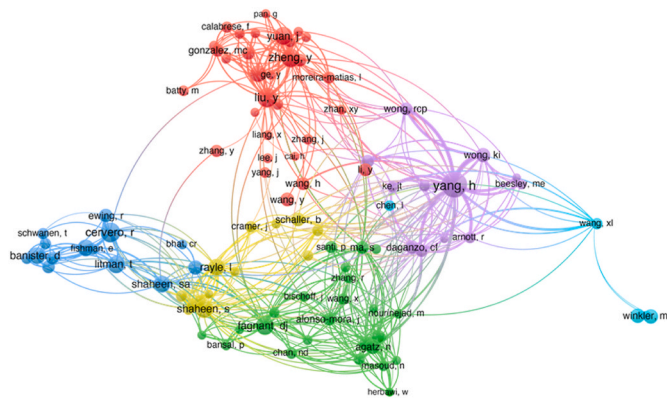 pan, g
calabrese, f
yuan, j
gonzalez, mc
zheng, y
ge, y
moreira-matias, l
batty, m
liu, y
zhan, xy
wong, rcp
liang, x
zhang, j
zhang, y
lee, j
cai, h
wong, ki
yang, j
li, y
wang, h
ke, jt
yang, h
beesley, me
wang, y
chen, l
ewing, r
schaller, b
wang, xl
schwanen, t
cervero, r
cramer, j
arnott, r
fishman, e
bhat, cr
santi, p
ma, s
daganzo, cf
banister, d
litman, t
rayle, l
zhang, r
shaheen, sa
bischoff, j
wang, x
shaheen, s
nourinejad, m
winkler, m
fagnant, dj
alonso-mora, j
bansal, p
agatz, n
chan, nd
masoud, n
herbawi, w